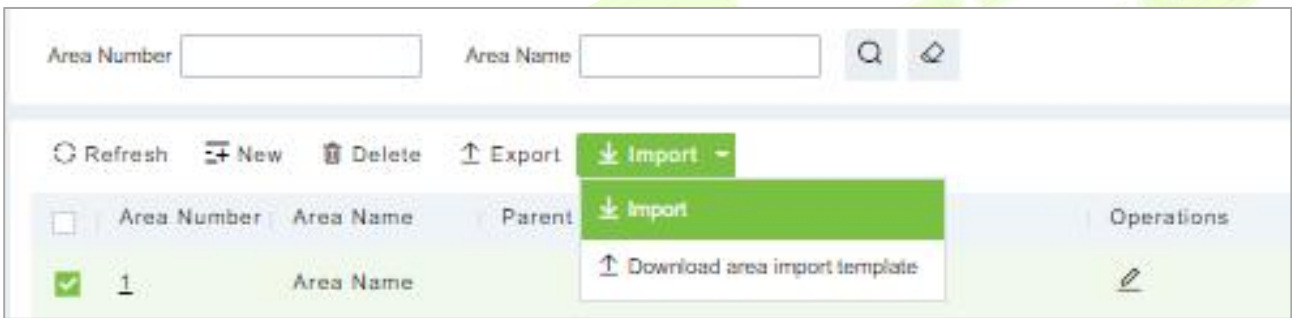 Area Number Area Name
Refresh New Delete Export Import
Import
Area Number Area Name Parent Operations
Download area import template
1 Area Name